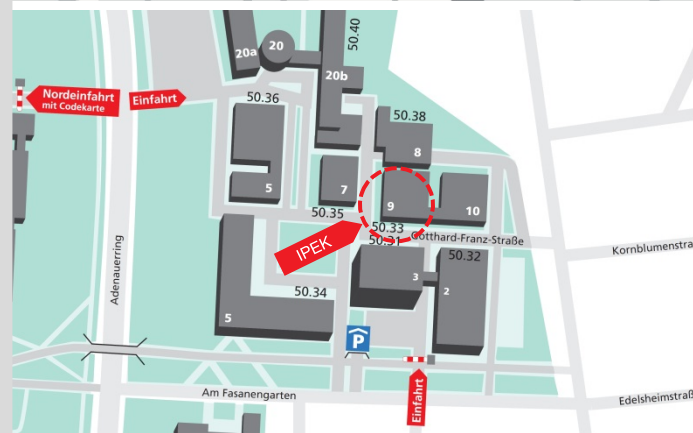 50.40
20
20a
20b
Nordeinfahrt
mit Codekarte
Einfahrt
50.36
50.38
8
5
7
9
10
50.35
50.33
50.31
Gotthard-Franz-Straße
IPEK
Kornblumenstra
50.32
3
2
50.34
5
Adenauerring
P
Am Fasanengarten
Einfahrt
Edelsheimstraß